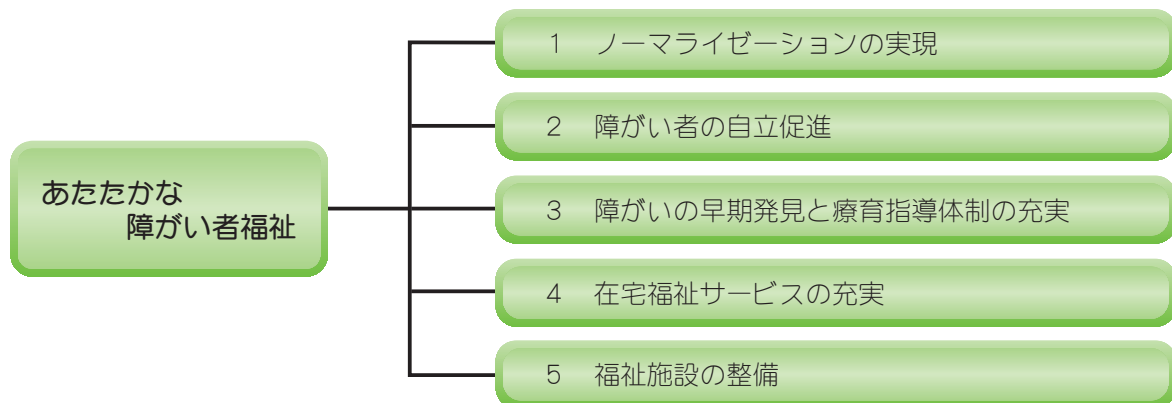 あたたかな
障がい者福祉
1 ノーマライゼーションの実現
2 障がい者の自立促進
3 障がいの早期発見と療育指導体制の充実
4 在宅福祉サービスの充実
5 福祉施設の整備